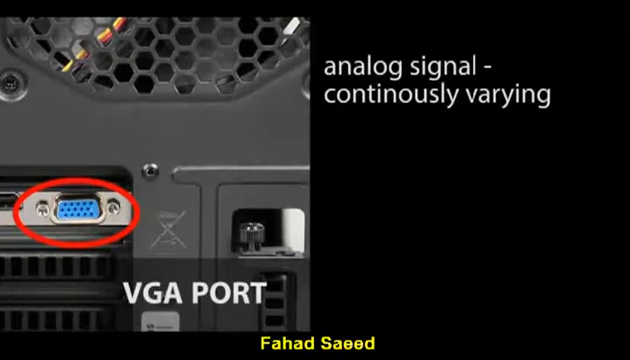 analog signal -
continously varying
VGA PORT
Fahad Saeed